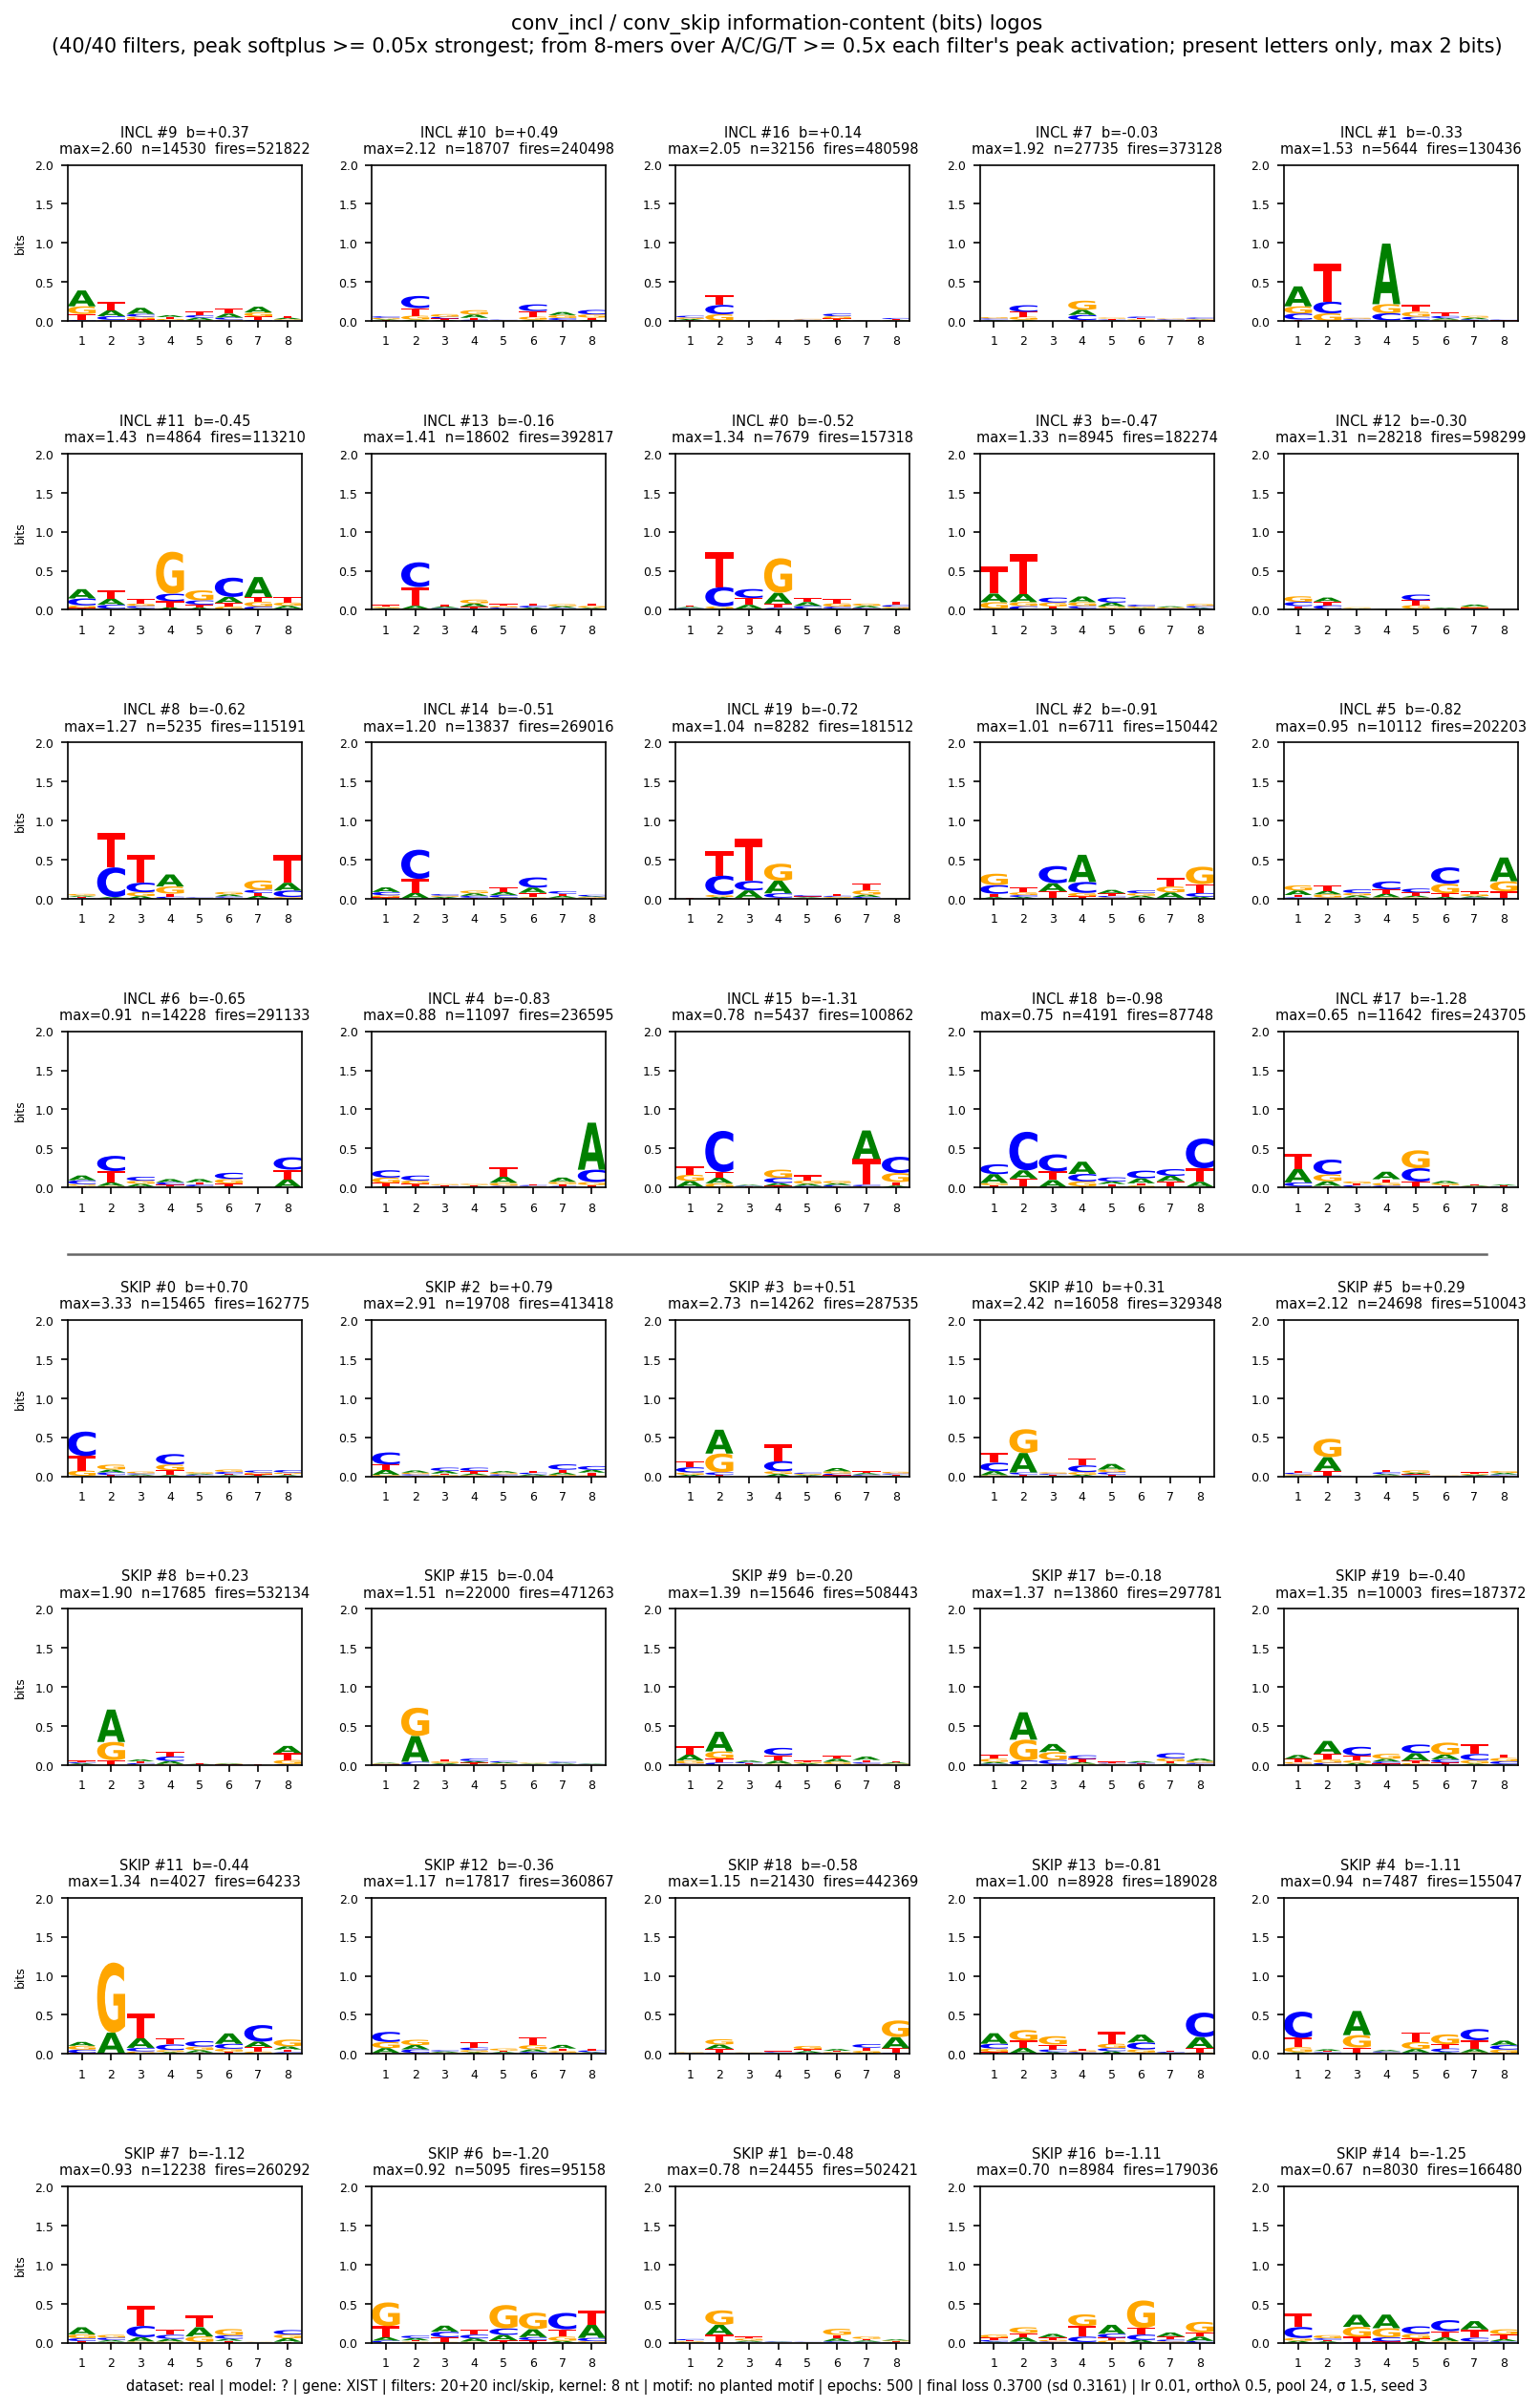 conv_incl / conv_skip information-content (bits) logos
(40/40 filters, peak softplus >= 0.05x strongest; from 8-mers over A/C/G/T >= 0.5x each filter's peak activation; present letters only, max 2 bits)
INCL #9 b=+0.37
max=2.60 n=14530 fires=521822
INCL #10 b=+0.49
max=2.12 n=18707 fires=240498
INCL #16 b=+0.14
max=2.05 n=32156 fires=480598
INCL #7 b=-0.03
max=1.92 n=27735 fires=373128
INCL #1 b=-0.33
max=1.53 n=5644 fires=130436
INCL #11 b=-0.45
max=1.43 n=4864 fires=113210
INCL #13 b=-0.16
max=1.41 n=18602 fires=392817
INCL #0 b=-0.52
max=1.34 n=7679 fires=157318
INCL #3 b=-0.47
max=1.33 n=8945 fires=182274
INCL #12 b=-0.30
max=1.31 n=28218 fires=598299
INCL #8 b=-0.62
max=1.27 n=5235 fires=115191
INCL #14 b=-0.51
max=1.20 n=13837 fires=269016
INCL #19 b=-0.72
max=1.04 n=8282 fires=181512
INCL #2 b=-0.91
max=1.01 n=6711 fires=150442
INCL #5 b=-0.82
max=0.95 n=10112 fires=202203
INCL #6 b=-0.65
max=0.91 n=14228 fires=291133
INCL #4 b=-0.83
max=0.88 n=11097 fires=236595
INCL #15 b=-1.31
max=0.78 n=5437 fires=100862
INCL #18 b=-0.98
max=0.75 n=4191 fires=87748
INCL #17 b=-1.28
max=0.65 n=11642 fires=243705
SKIP #0 b=+0.70
max=3.33 n=15465 fires=162775
SKIP #2 b=+0.79
max=2.91 n=19708 fires=413418
SKIP #3 b=+0.51
max=2.73 n=14262 fires=287535
SKIP #10 b=+0.31
max=2.42 n=16058 fires=329348
SKIP #5 b=+0.29
max=2.12 n=24698 fires=510043
SKIP #8 b=+0.23
max=1.90 n=17685 fires=532134
SKIP #15 b=-0.04
max=1.51 n=22000 fires=471263
SKIP #9 b=-0.20
max=1.39 n=15646 fires=508443
SKIP #17 b=-0.18
max=1.37 n=13860 fires=297781
SKIP #19 b=-0.40
max=1.35 n=10003 fires=187372
SKIP #11 b=-0.44
max=1.34 n=4027 fires=64233
SKIP #12 b=-0.36
max=1.17 n=17817 fires=360867
SKIP #18 b=-0.58
max=1.15 n=21430 fires=442369
SKIP #13 b=-0.81
max=1.00 n=8928 fires=189028
SKIP #4 b=-1.11
max=0.94 n=7487 fires=155047
SKIP #7 b=-1.12
max=0.93 n=12238 fires=260292
SKIP #6 b=-1.20
max=0.92 n=5095 fires=95158
SKIP #1 b=-0.48
max=0.78 n=24455 fires=502421
SKIP #16 b=-1.11
max=0.70 n=8984 fires=179036
SKIP #14 b=-1.25
max=0.67 n=8030 fires=166480
dataset: real | model: ? | gene: XIST | filters: 20+20 incl/skip, kernel: 8 nt | motif: no planted motif | epochs: 500 | final loss 0.3700 (sd 0.3161) | lr 0.01, orthoλ 0.5, pool 24, σ 1.5, seed 3